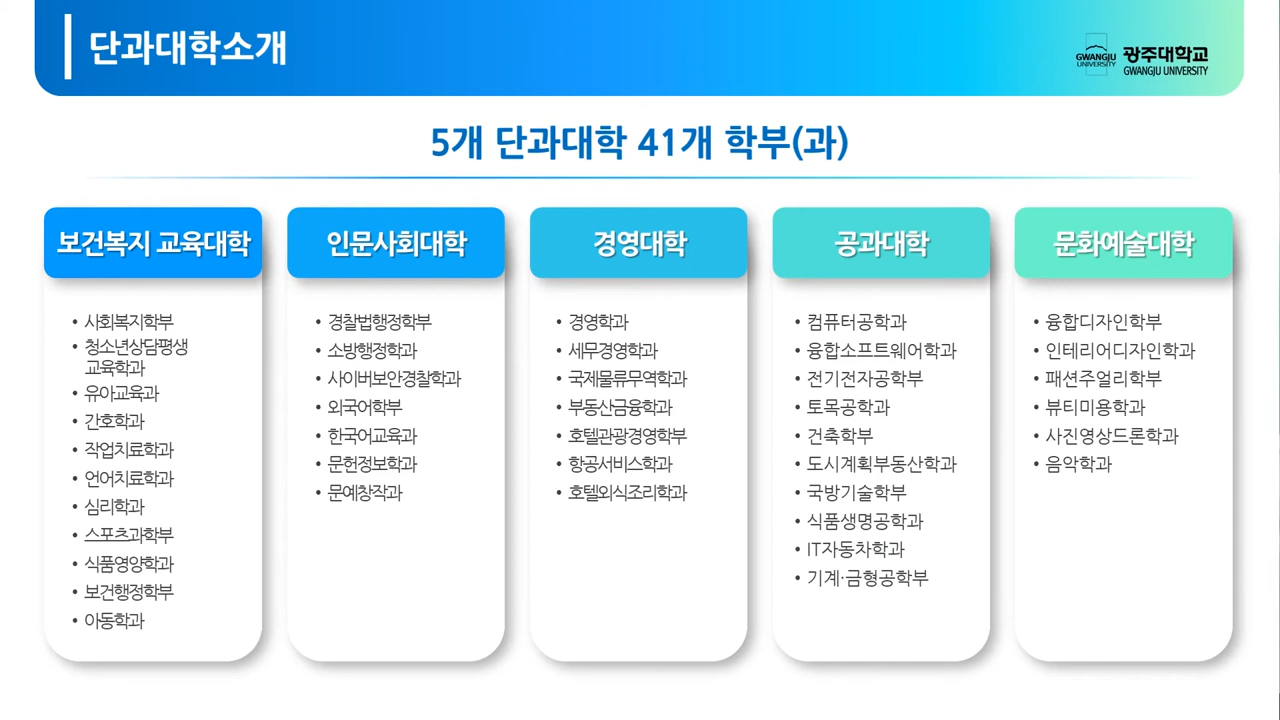 단과대학소개
GWANGJU
UNIVERSITY
광주대학교
GWANGJU UNIVERSITY
5개 단과대학 41개 학부(과)
보건복지 교육대학
• 사회복지학부
• 청소년상담평생
교육학과
• 유아교육과
• 간호학과
• 작업치료학과
• 언어치료학과
• 심리학과
• 스포츠과학부
• 식품영양학과
• 보건행정학부
• 아동학과
인문사회대학
• 경찰법행정학부
• 소방행정학과
• 사이버보안경찰학과
• 외국어학부
• 한국어교육과
• 문헌정보학과
• 문예창작과
경영대학
• 경영학과
• 세무경영학과
• 국제물류무역학과
• 부동산금융학과
• 호텔관광경영학부
• 항공서비스학과
• 호텔외식조리학과
공과대학
• 컴퓨터공학과
• 융합소프트웨어학과
• 전기전자공학부
• 토목공학과
• 건축학부
• 도시계획부동산학과
• 국방기술학부
• 식품생명공학과
• IT자동차학과
• 기계·금형공학부
문화예술대학
• 융합디자인학부
• 인테리어디자인학과
• 패션주얼리학부
• 뷰티미용학과
• 사진영상드론학과
• 음악학과